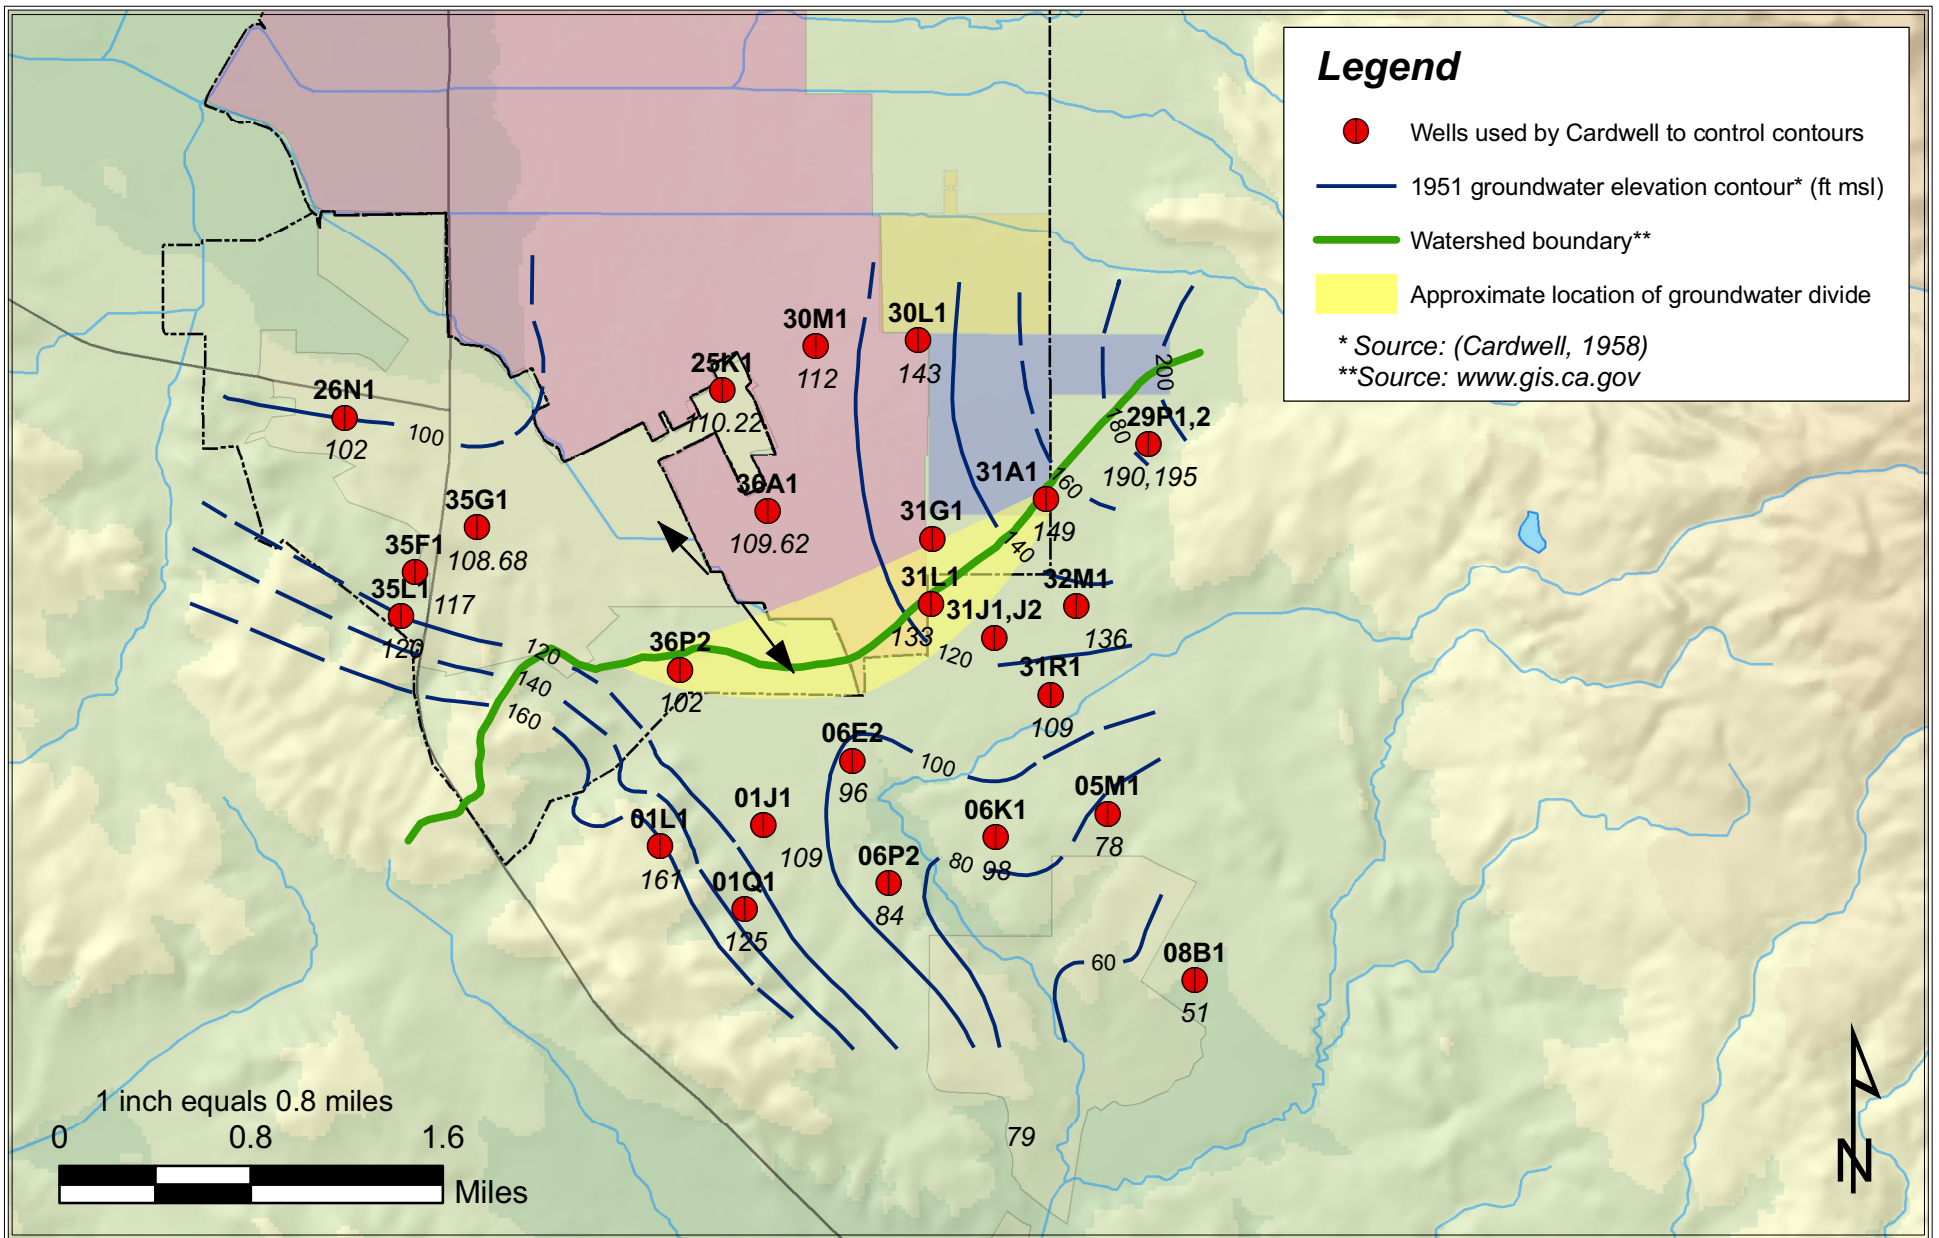 Legend
Wells used by Cardwell to control contours
1951 groundwater elevation contour* (ft msl)
Watershed boundary**
Approximate location of groundwater divide
* Source: (Cardwell, 1958)
**Source: www.gis.ca.gov
30M1
112
30L1
143
25K1
110.22
26N1
102
100
200
180
29P1,2
190,195
36A1
109.62
31A1
160
149
35G1
108.68
31G1
140
35F1
117
35L1
120
31L1
133
32M1
136
31J1,J2
120
36P2
102
120
140
160
31R1
109
06E2
96
100
01J1
109
01L1
161
06K1
98
05M1
78
06P2
84
80
01Q1
125
60
08B1
51
79
1 inch equals 0.8 miles
0 0.8 1.6
Miles
N